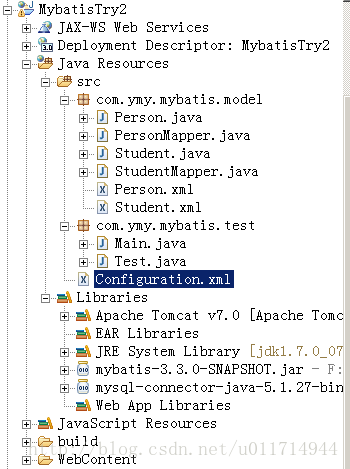 MybatisTry2
JAX-WS Web Services
Deployment Descriptor: MybatisTry2
Java Resources
src
com.ymy.mybatis.model
Person.java
PersonMapper.java
Student.java
StudentMapper.java
Person.xml
Student.xml
com.ymy.mybatis.test
Main.java
Test.java
Configuration.xml
Libraries
Apache Tomcat v7.0 [Apache Tomc
EAR Libraries
JRE System Library [jdk1.7.0_07
mybatis-3.3.0-SNAPSHOT.jar - F:
mysql-connector-java-5.1.27-bin
Web App Libraries
JavaScript Resources
build
http://blog.csdn.net/u011714944
WebContent